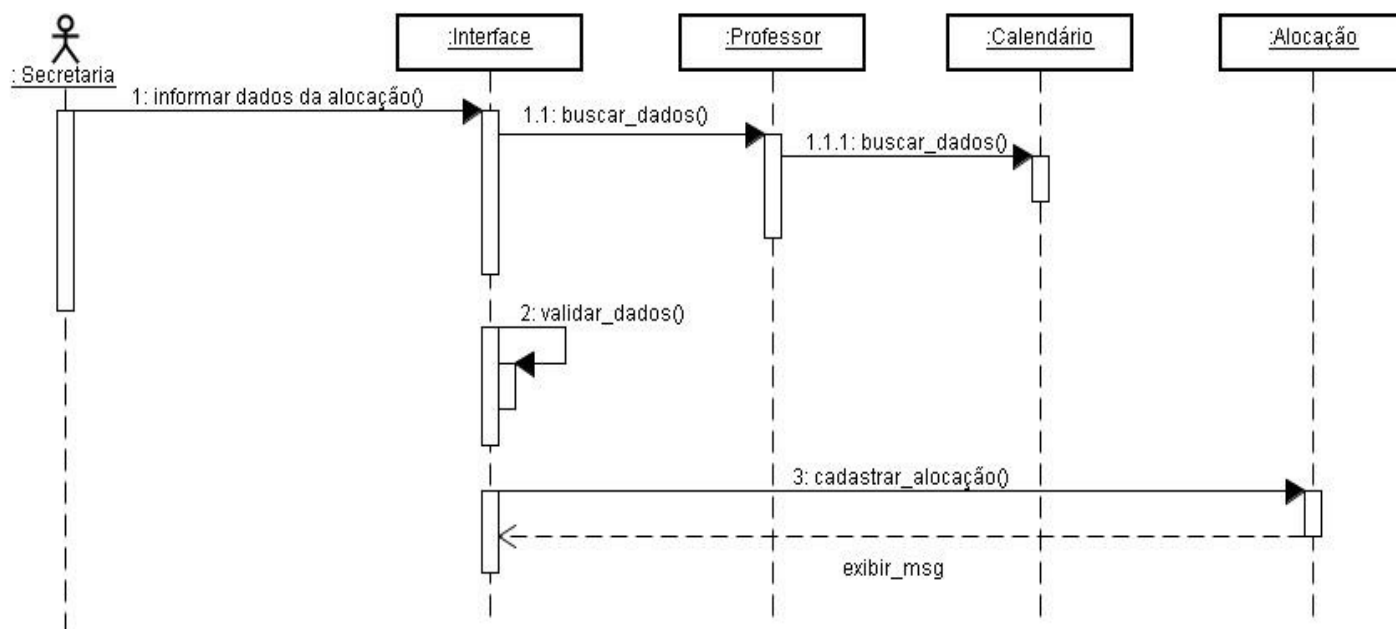 : Secretaria
:Interface
:Professor
:Calendário
:Alocação
1: informar dados da alocação()
1.1: buscar_dados()
1.1.1: buscar_dados()
2: validar_dados()
3: cadastrar_alocação()
exibir_msg